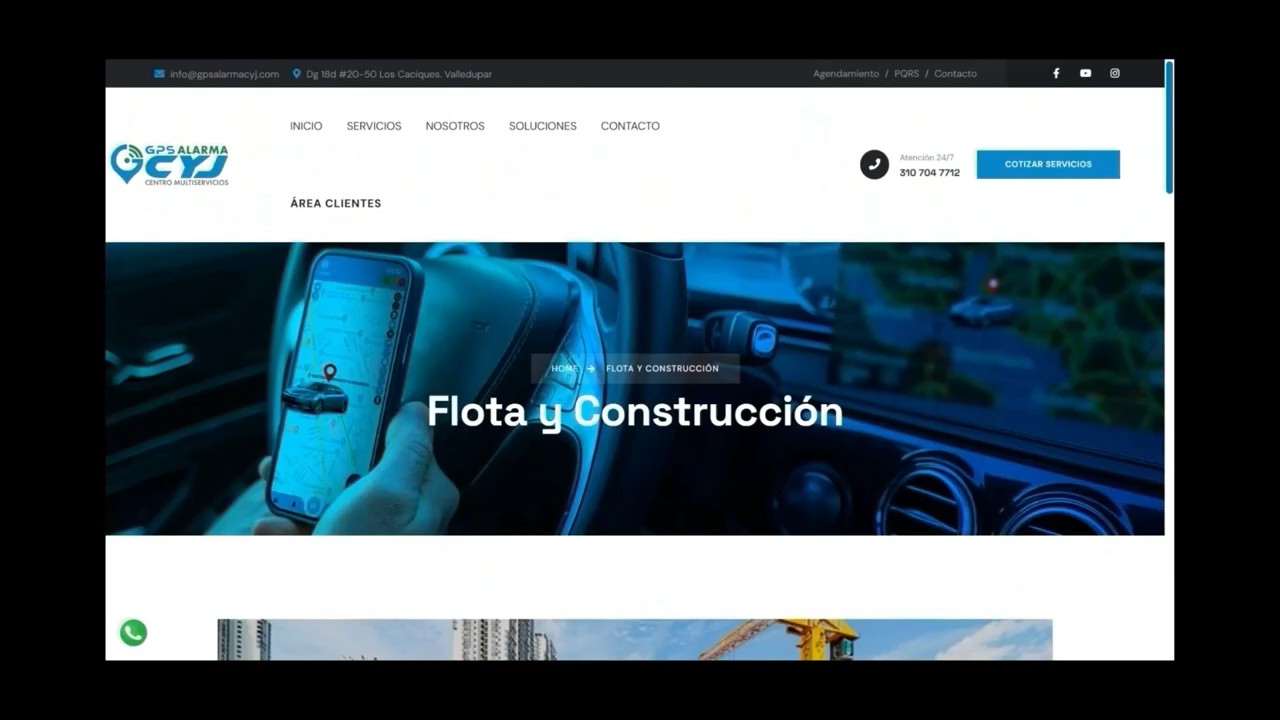 info@gpsalarmacyj.com
Dg 18d #20-50 Los Caciques. Valledupar
Agendamiento / PQRS / Contacto
INICIO SERVICIOS NOSOTROS SOLUCIONES CONTACTO
GPS ALARMA
CYJ
CENTRO MULTISERVICIOS
Atención 24/7
310 704 7712
COTIZAR SERVICIOS
ÁREA CLIENTES
HOME → FLOTA Y CONSTRUCCIÓN
Flota y Construcción